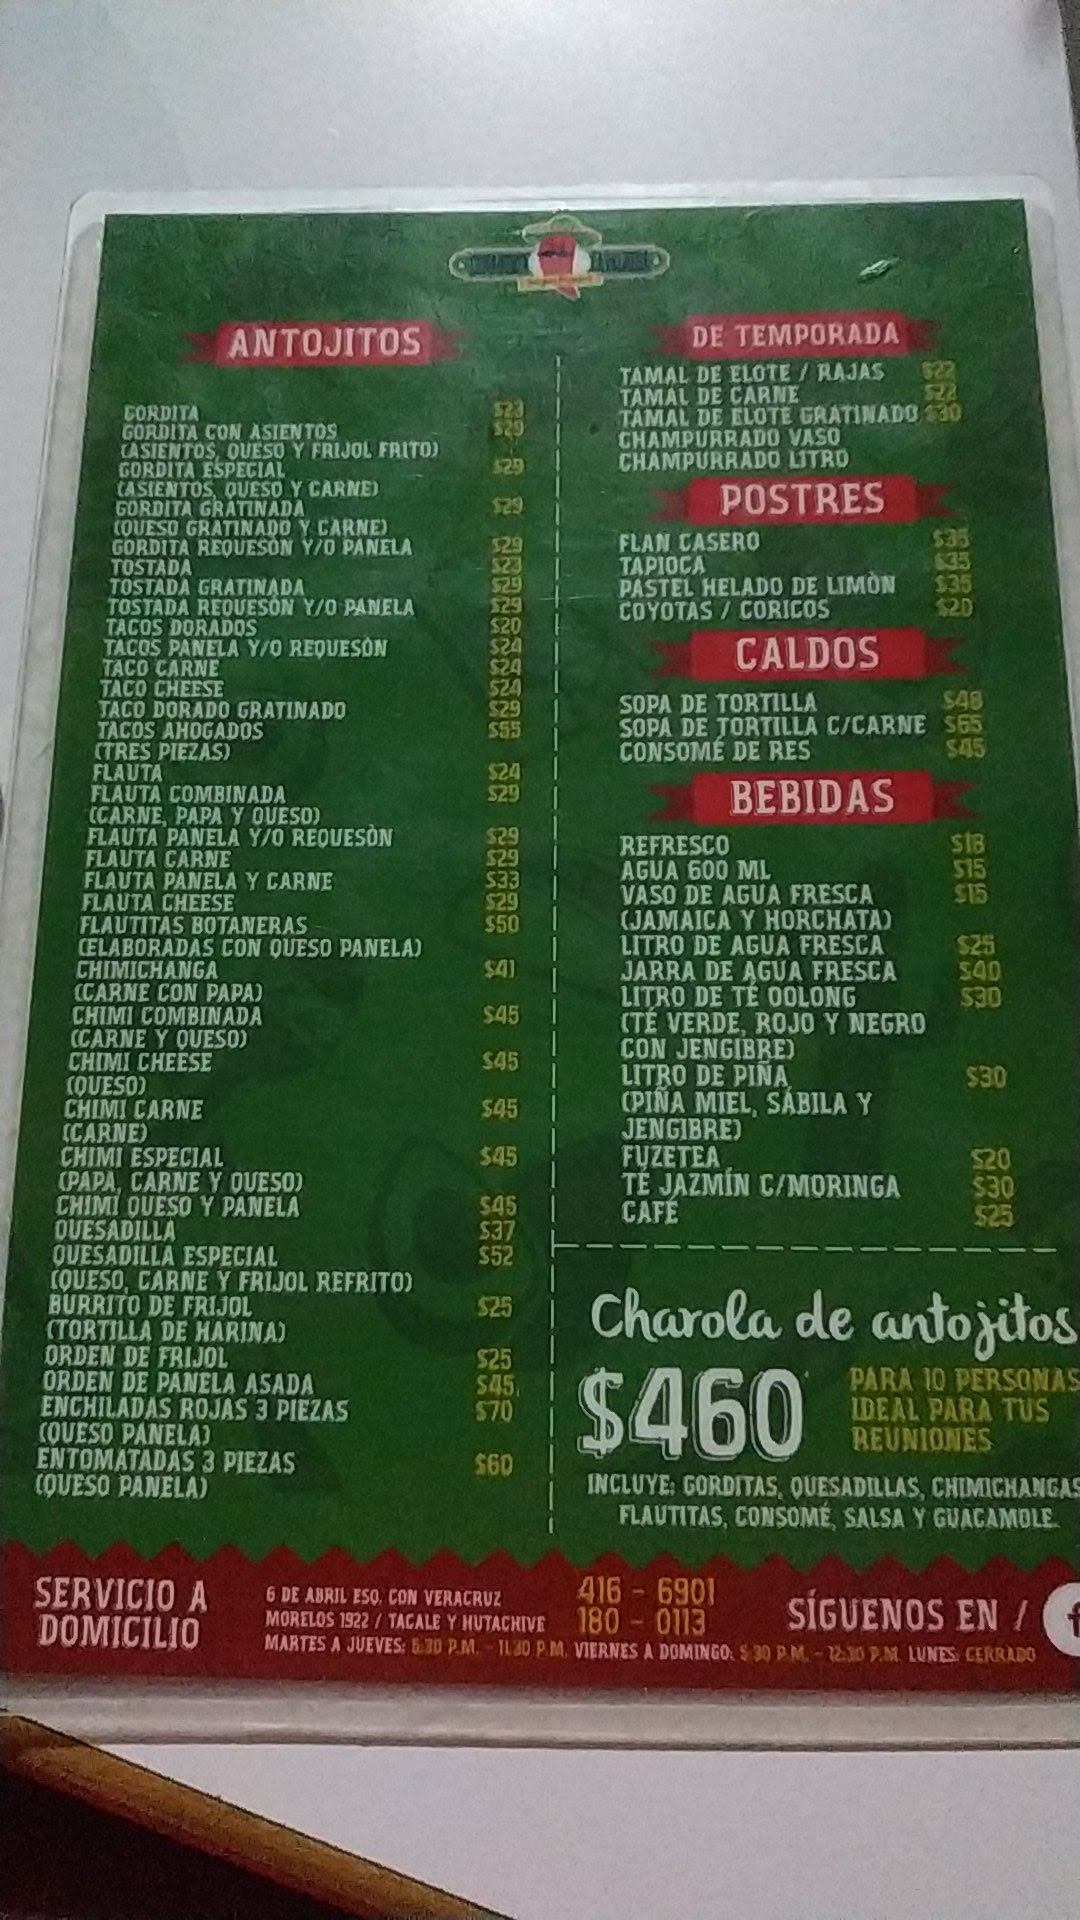 ANTOJITOS
GORDITA $23
GORDITA CON ASIENTOS $29
(ASIENTOS, QUESO Y FRIJOL FRITO)
GORDITA ESPECIAL $29
(ASIENTOS, QUESO Y CARNE)
GORDITA GRATINADA $29
(QUESO GRATINADO Y CARNE)
GORDITA REQUESÒN Y/O PANELA $29
TOSTADA $23
TOSTADA GRATINADA $29
TOSTADA REQUESÒN Y/O PANELA $29
TACOS DORADOS $20
TACOS PANELA Y/O REQUESÒN $24
TACO CARNE $24
TACO CHEESE $24
TACO DORADO GRATINADO $29
TACOS AHOGADOS $55
(TRES PIEZAS)
FLAUTA $24
FLAUTA COMBINADA $29
(CARNE, PAPA Y QUESO)
FLAUTA PANELA Y/O REQUESÒN $29
FLAUTA CARNE $29
FLAUTA PANELA Y CARNE $33
FLAUTA CHEESE $29
FLAUTITAS BOTANERAS $50
(ELABORADAS CON QUESO PANELA)
CHIMICHANGA $41
(CARNE CON PAPA)
CHIMI COMBINADA $45
(CARNE Y QUESO)
CHIMI CHEESE $45
(QUESO)
CHIMI CARNE $45
(CARNE)
CHIMI ESPECIAL $45
(PAPA, CARNE Y QUESO)
CHIMI QUESO Y PANELA $45
QUESADILLA $37
QUESADILLA ESPECIAL $52
(QUESO, CARNE Y FRIJOL REFRITO)
BURRITO DE FRIJOL $25
(TORTILLA DE HARINA)
ORDEN DE FRIJOL $25
ORDEN DE PANELA ASADA $45
ENCHILADAS ROJAS 3 PIEZAS $70
(QUESO PANELA)
ENTOMATADAS 3 PIEZAS $60
(QUESO PANELA)
DE TEMPORADA
TAMAL DE ELOTE / RAJAS $22
TAMAL DE CARNE $22
TAMAL DE ELOTE GRATINADO $30
CHAMPURRADO VASO
CHAMPURRADO LITRO
POSTRES
FLAN CASERO $35
TAPIOCA $35
PASTEL HELADO DE LIMÒN $35
COYOTAS / CORICOS $20
CALDOS
SOPA DE TORTILLA
SOPA DE TORTILLA C/CARNE $65
CONSOMÉ DE RES $45
BEBIDAS
REFRESCO $18
AGUA 600 ML $15
VASO DE AGUA FRESCA
(JAMAICA Y HORCHATA)
LITRO DE AGUA FRESCA $25
JARRA DE AGUA FRESCA $40
LITRO DE TÉ OOLONG $30
(TÉ VERDE, ROJO Y NEGRO
CON JENGIBRE)
LITRO DE PIÑA $30
(PIÑA MIEL, SÁBILA Y
JENGIBRE)
FUZETEA $20
TÉ JAZMÍN C/MORINGA $30
CAFÉ $25
Charola de antojitos
$460
PARA 10 PERSONAS
IDEAL PARA TUS
REUNIONES
INCLUYE: GORDITAS, QUESADILLAS, CHIMICHANGAS
FLAUTITAS, CONSOMÉ, SALSA Y GUACAMOLE.
SERVICIO A
DOMICILIO
6 DE ABRIL ESQ. CON VERACRUZ
MORELOS 1922 / TACALE Y HUTACHIVE
416 - 6901
180 - 0113
SÍGUENOS EN / f
MARTES A JUEVES: P.M. - 11:30 P.M. VIERNES A DOMINGO: P.M. - 12:30 P.M. LUNES: CERRADO